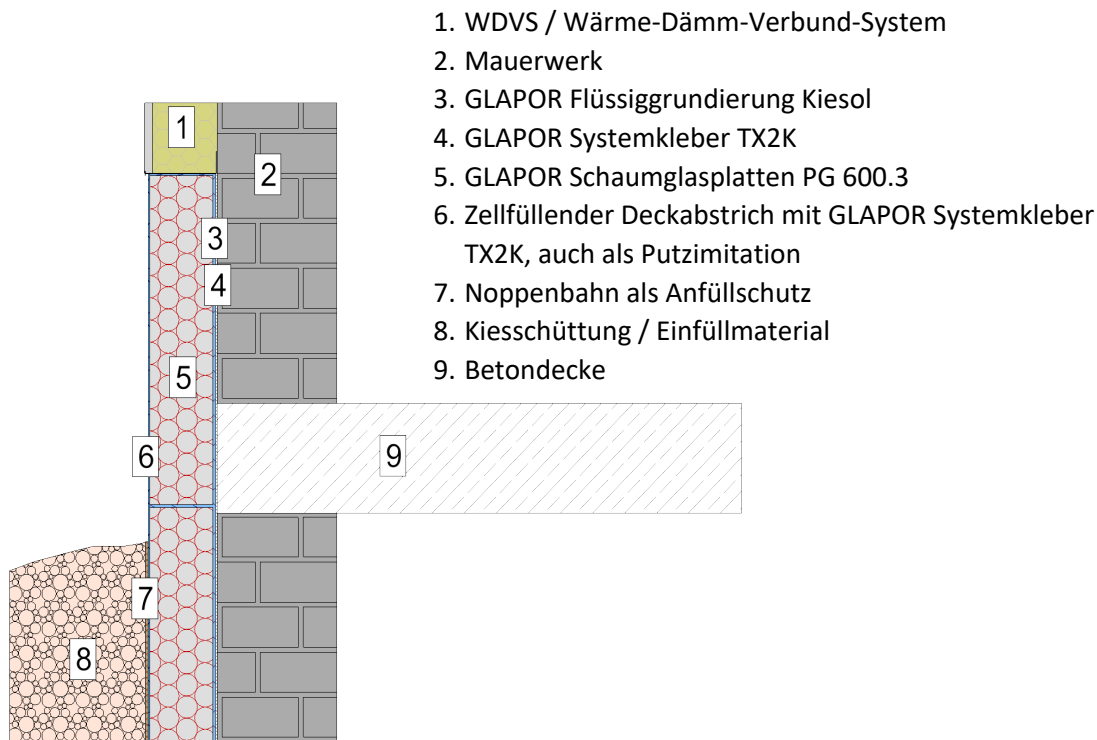 1. WDVS / Wärme-Dämm-Verbund-System
2. Mauerwerk
3. GLAPOR Flüssiggrundierung Kiesol
4. GLAPOR Systemkleber TX2K
5. GLAPOR Schaumglasplatten PG 600.3
6. Zellfüllender Deckabstrich mit GLAPOR Systemkleber
TX2K, auch als Putzimitation
7. Noppenbahn als Anfüllschutz
8. Kiesschüttung / Einfüllmaterial
9. Betondecke
1
2
3
4
5
6
9
7
8